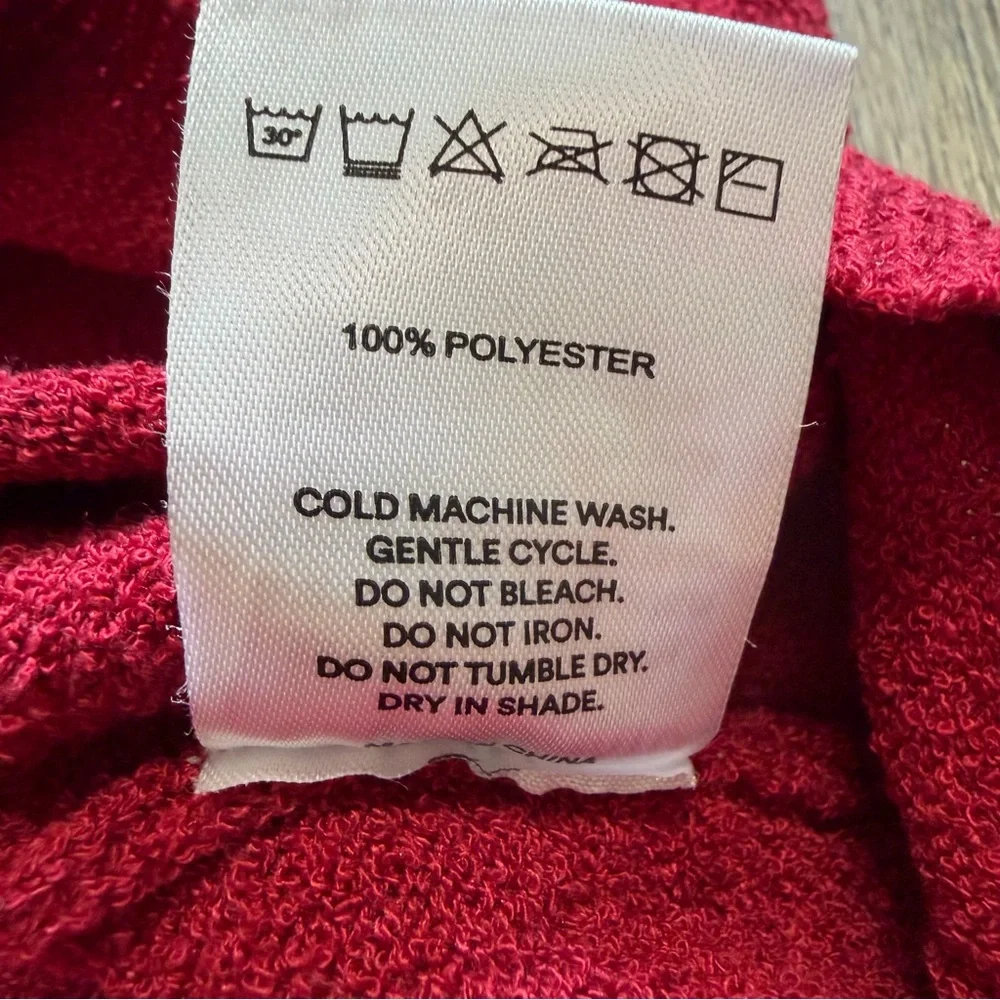 30°
100% POLYESTER
COLD MACHINE WASH.
GENTLE CYCLE.
DO NOT BLEACH.
DO NOT IRON.
DO NOT TUMBLE DRY.
DRY IN SHADE.
CHINA